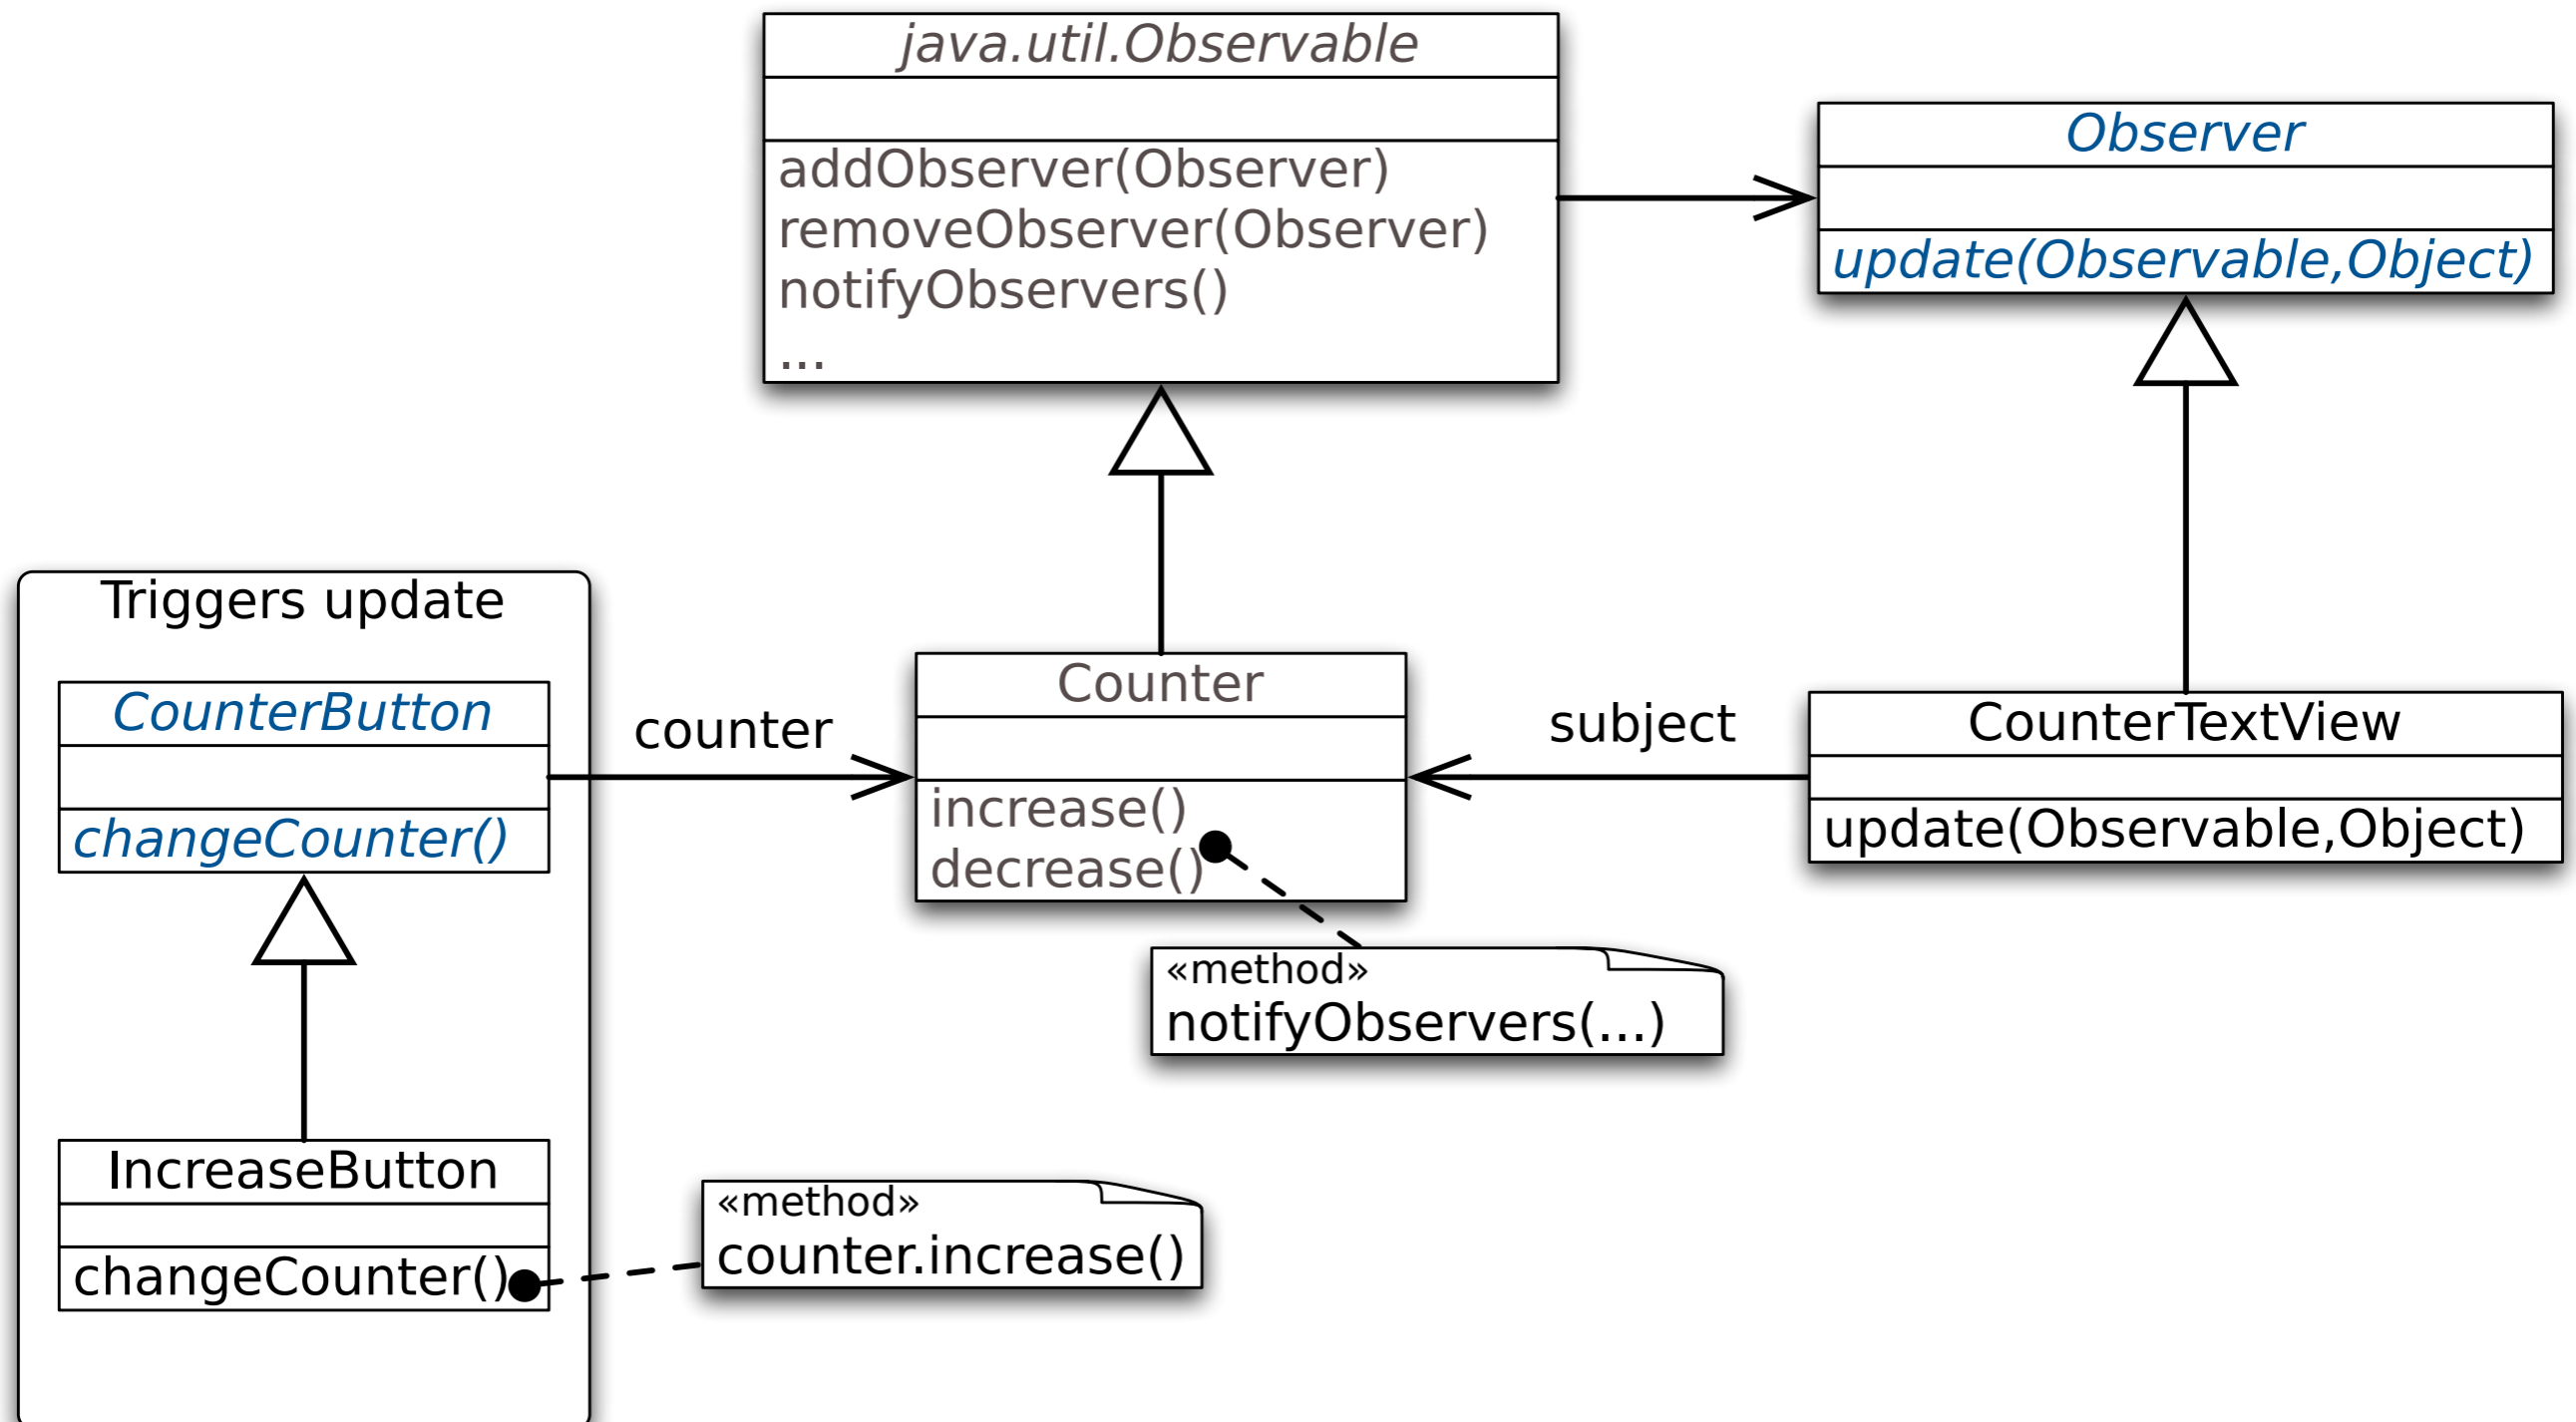 java.util.Observable
addObserver(Observer)
removeObserver(Observer)
notifyObservers()
...
Observer
update(Observable,Object)
Triggers update
CounterButton
changeCounter()
counter
Counter
increase()
decrease()
subject
CounterTextView
update(Observable,Object)
«method»
notifyObservers(...)
IncreaseButton
changeCounter()
«method»
counter.increase()